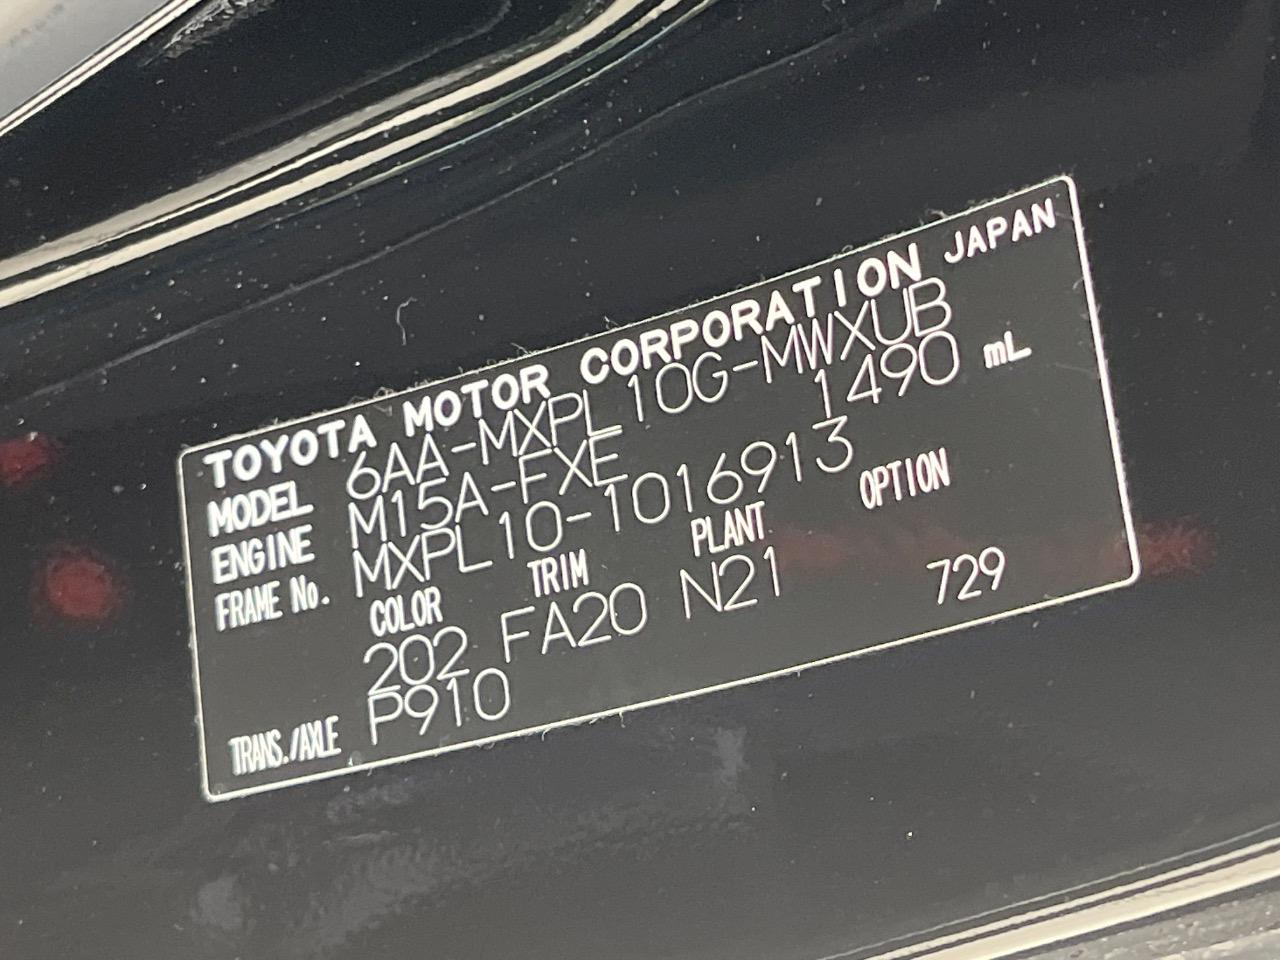 TOYOTA MOTOR CORPORATION JAPAN
MODEL 6AA-MXPL10G-MWXUB
ENGINE M15A-FXE 1490 mL
FRAME No. MXPL10-1016913
COLOR TRIM PLANT OPTION
202 FA20 N21 729
TRANS./AXLE P910